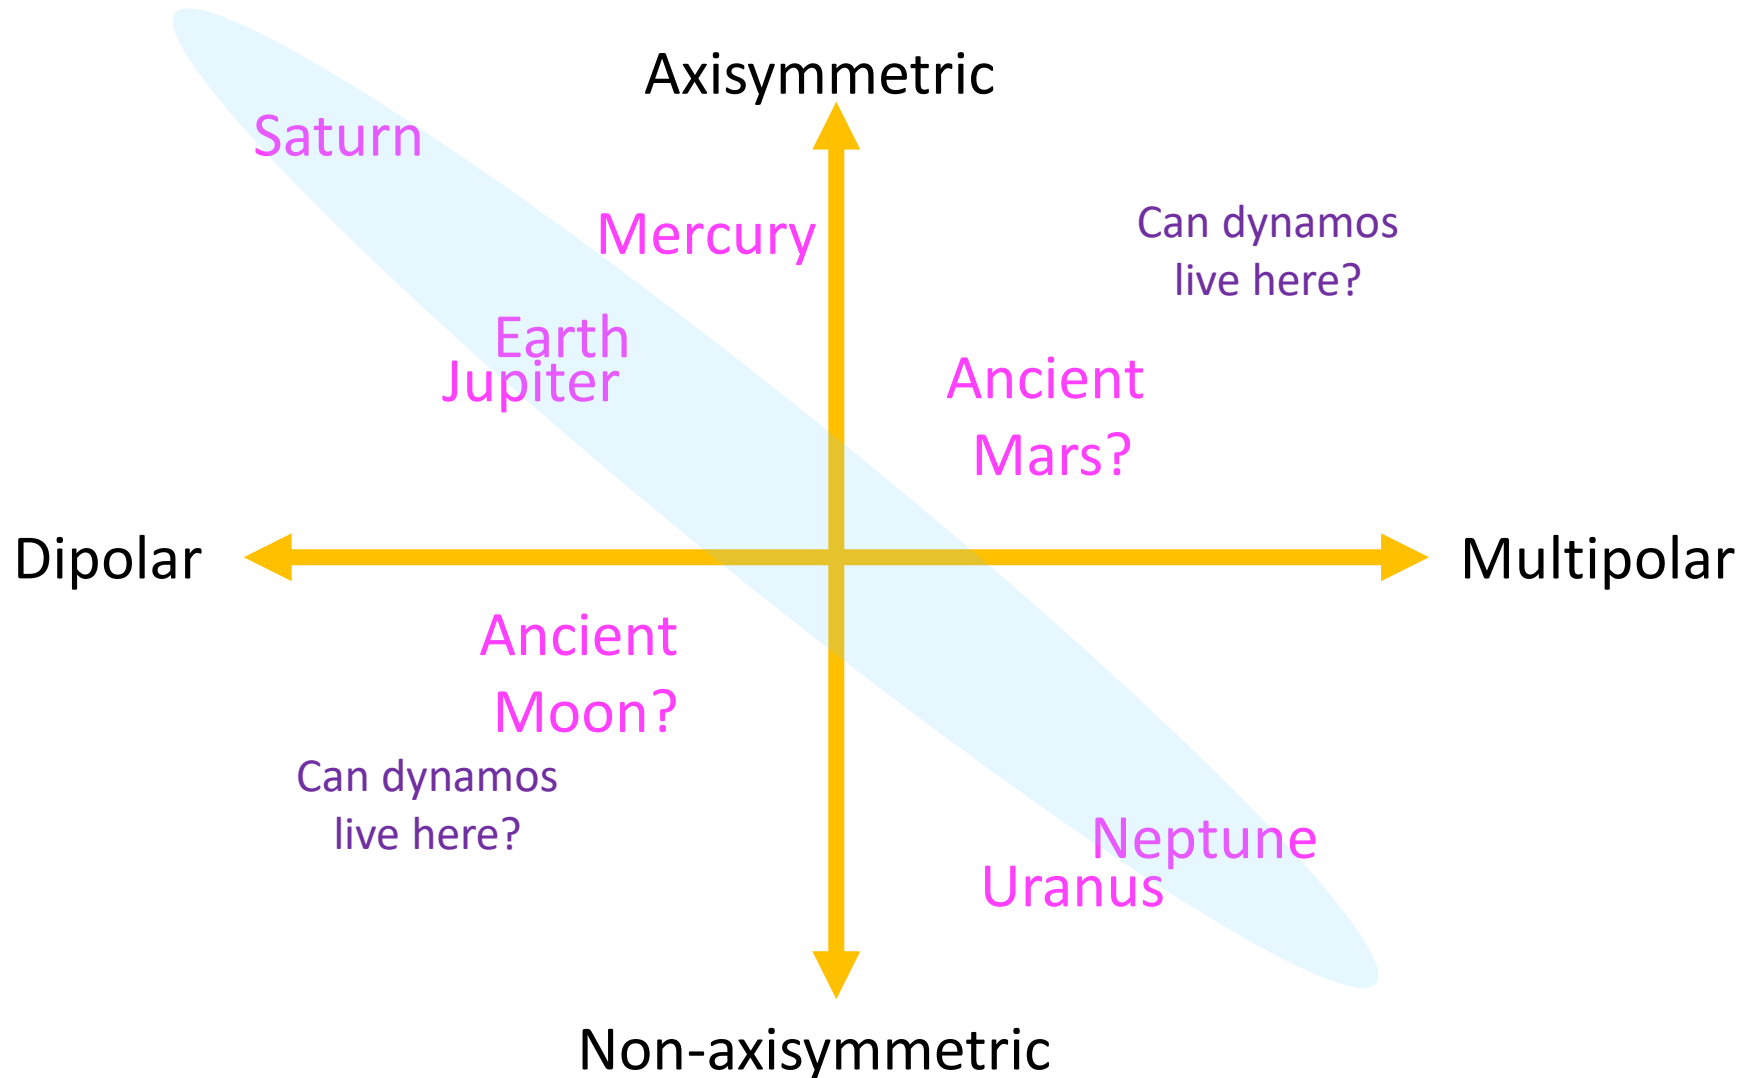 Axisymmetric
Saturn
Mercury
Can dynamos
live here?
Earth
Jupiter
Ancient
Mars?
Dipolar
Multipolar
Ancient
Moon?
Can dynamos
live here?
Neptune
Uranus
Non-axisymmetric